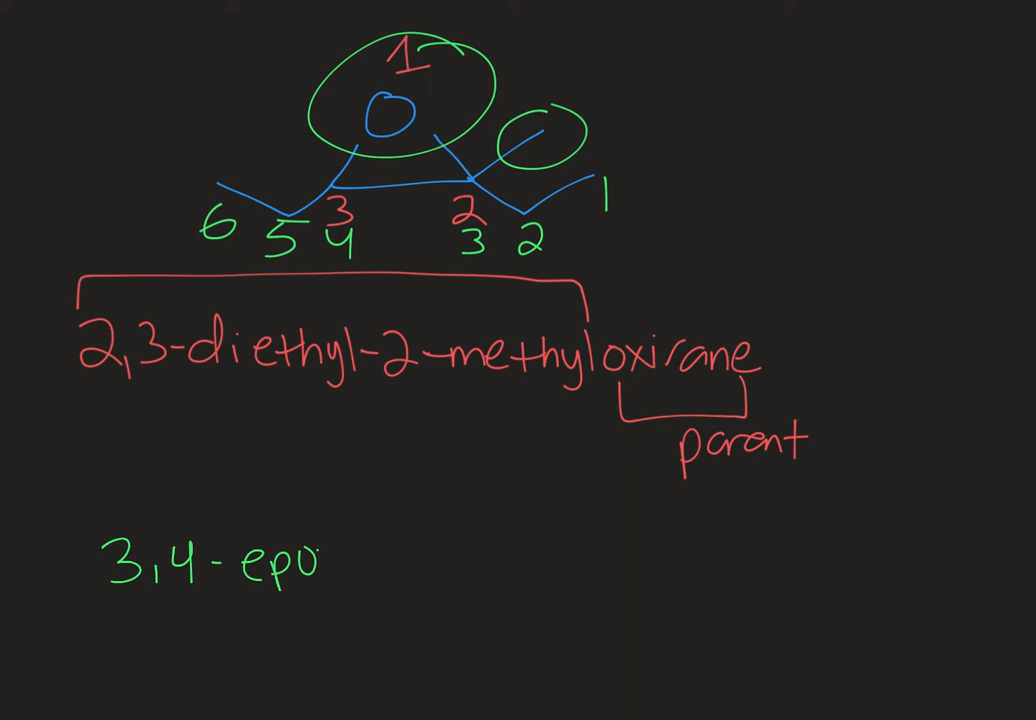 1
O
3 2 1
6 5 4 3 2
2,3-diethyl-2-methyloxirane
parent
3,4-epo